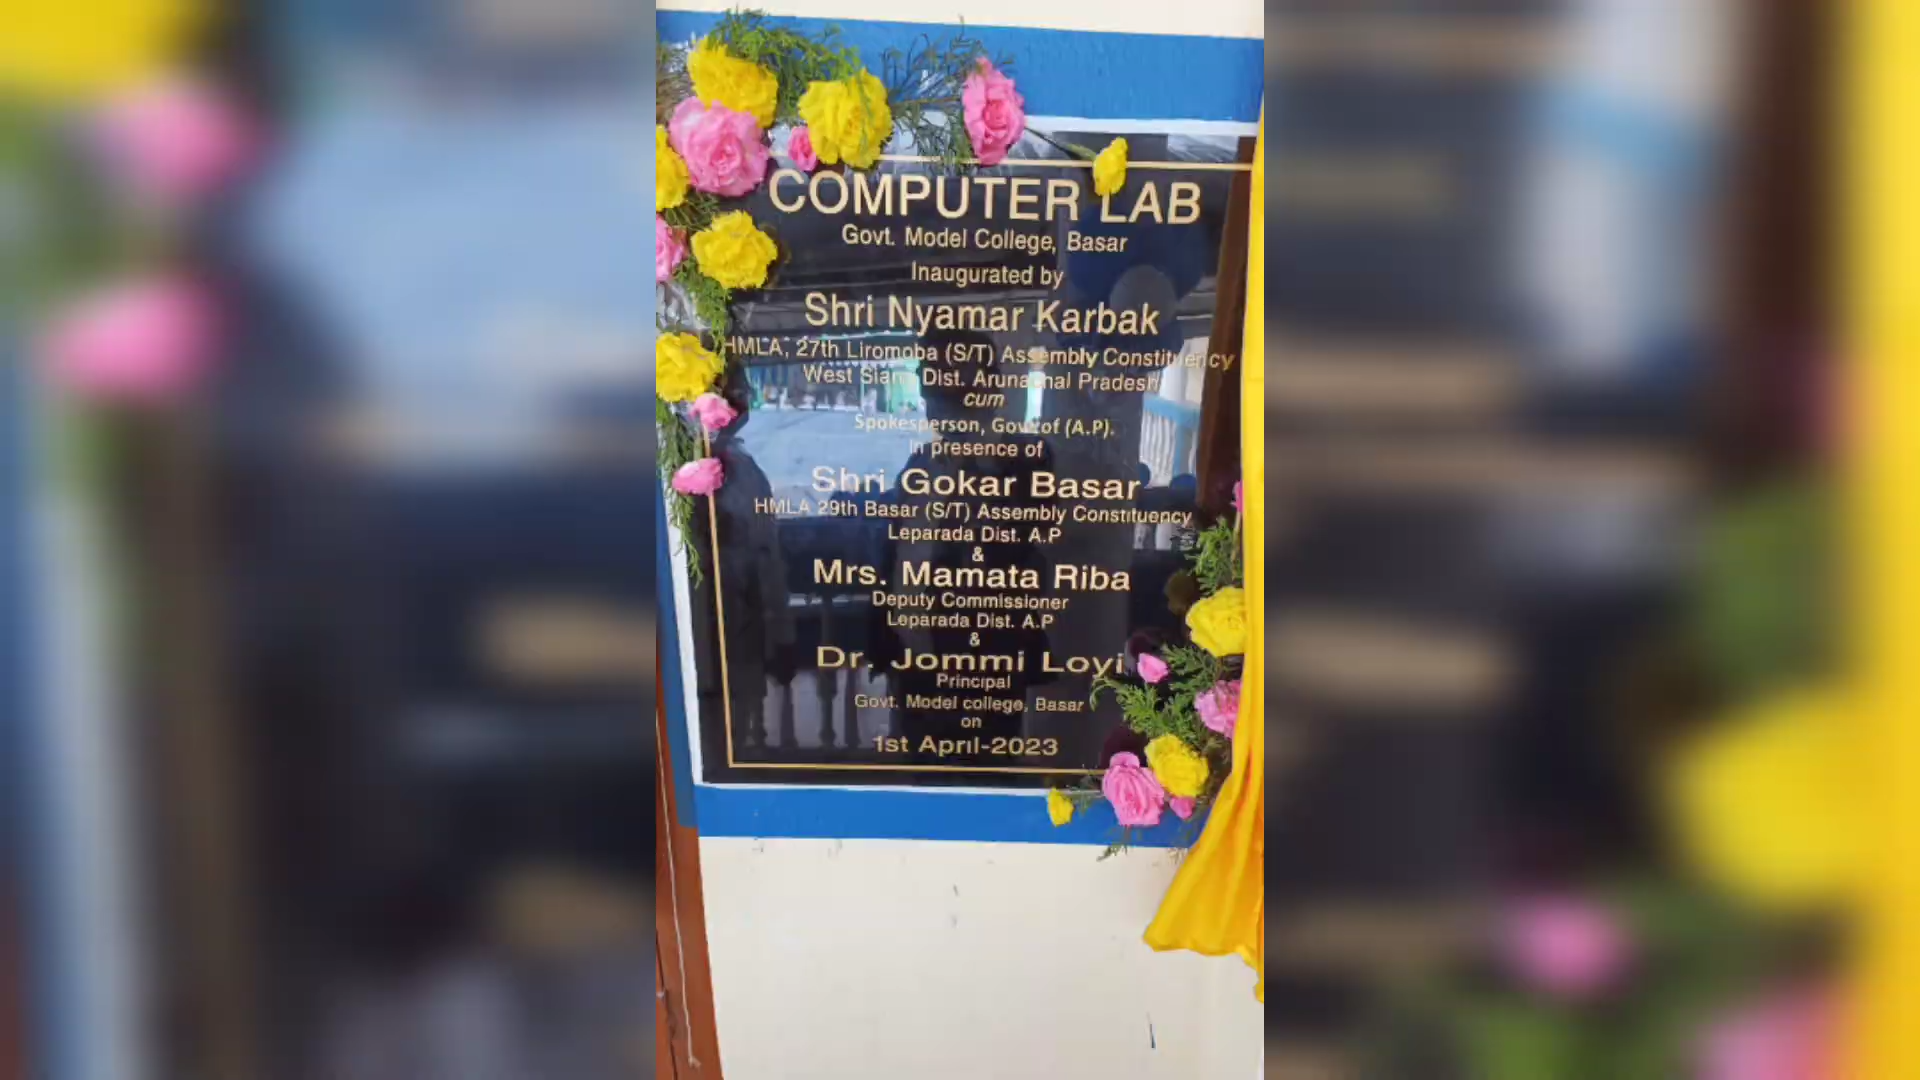 COMPUTER LAB
Govt. Model College, Basar
Inaugurated by
Shri Nyamar Karbak
HMLA, 27th Liromoba (S/T) Assembly Constituency
West Siang Dist. Arunachal Pradesh
cum
Spokesperson, Govt of (A.P).
in presence of
Shri Gokar Basar
HMLA 29th Basar (S/T) Assembly Constituency
Leparada Dist. A.P
&
Mrs. Mamata Riba
Deputy Commissioner
Leparada Dist. A.P
&
Dr. Jommi Loyi
Principal
Govt. Model college, Basar
on
1st April-2023